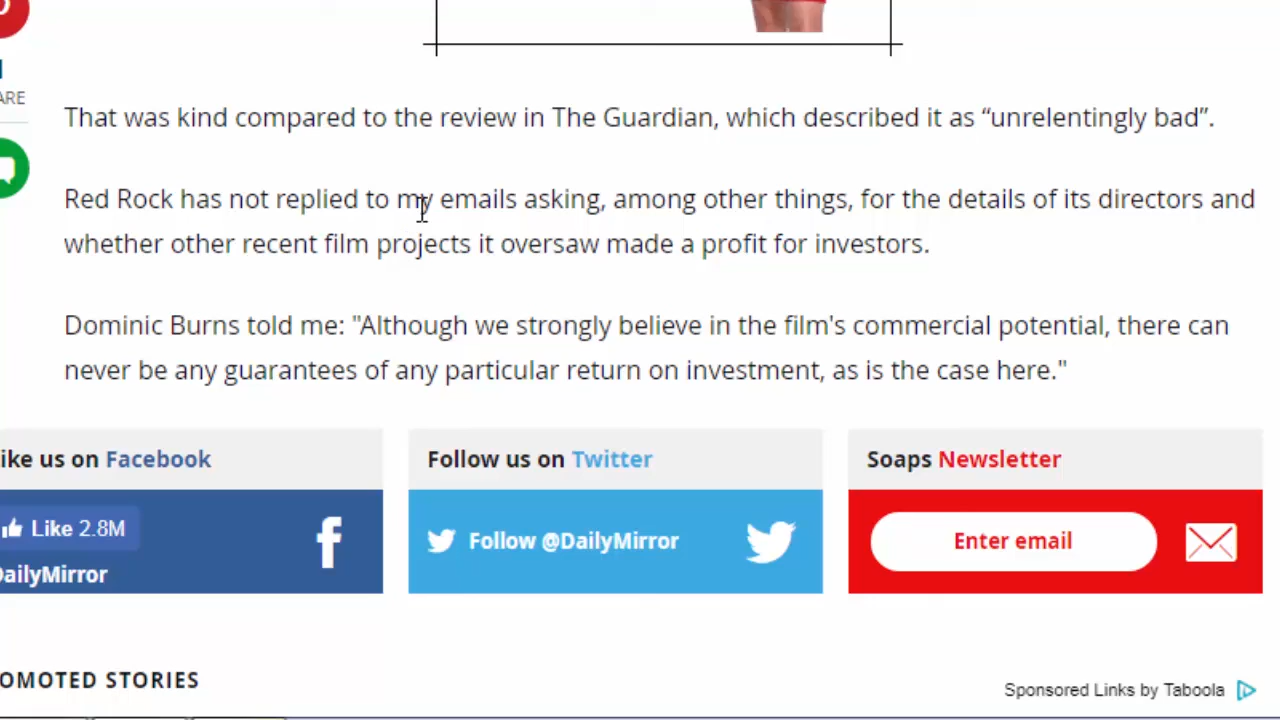 ARE
That was kind compared to the review in The Guardian, which described it as “unrelentingly bad”.
Red Rock has not replied to my emails asking, among other things, for the details of its directors and
whether other recent film projects it oversaw made a profit for investors.
Dominic Burns told me: "Although we strongly believe in the film's commercial potential, there can
never be any guarantees of any particular return on investment, as is the case here."
ike us on Facebook
Like 2.8M
DailyMirror
Follow us on Twitter
Follow @DailyMirror
Soaps Newsletter
Enter email
OMOTED STORIES
Sponsored Links by Taboola